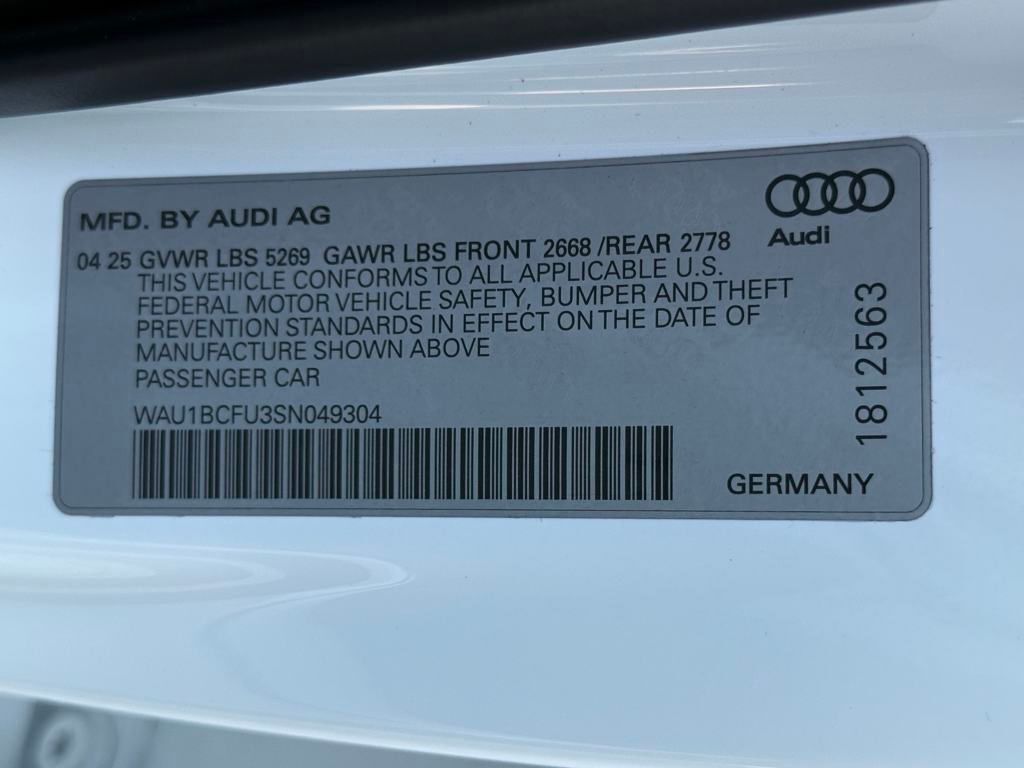 MFD. BY AUDI AG
Audi
04 25 GVWR LBS 5269 GAWR LBS FRONT 2668 /REAR 2778
THIS VEHICLE CONFORMS TO ALL APPLICABLE U.S.
FEDERAL MOTOR VEHICLE SAFETY, BUMPER AND THEFT
PREVENTION STANDARDS IN EFFECT ON THE DATE OF
MANUFACTURE SHOWN ABOVE
PASSENGER CAR
WAU1BCFU3SN049304
GERMANY
1812563